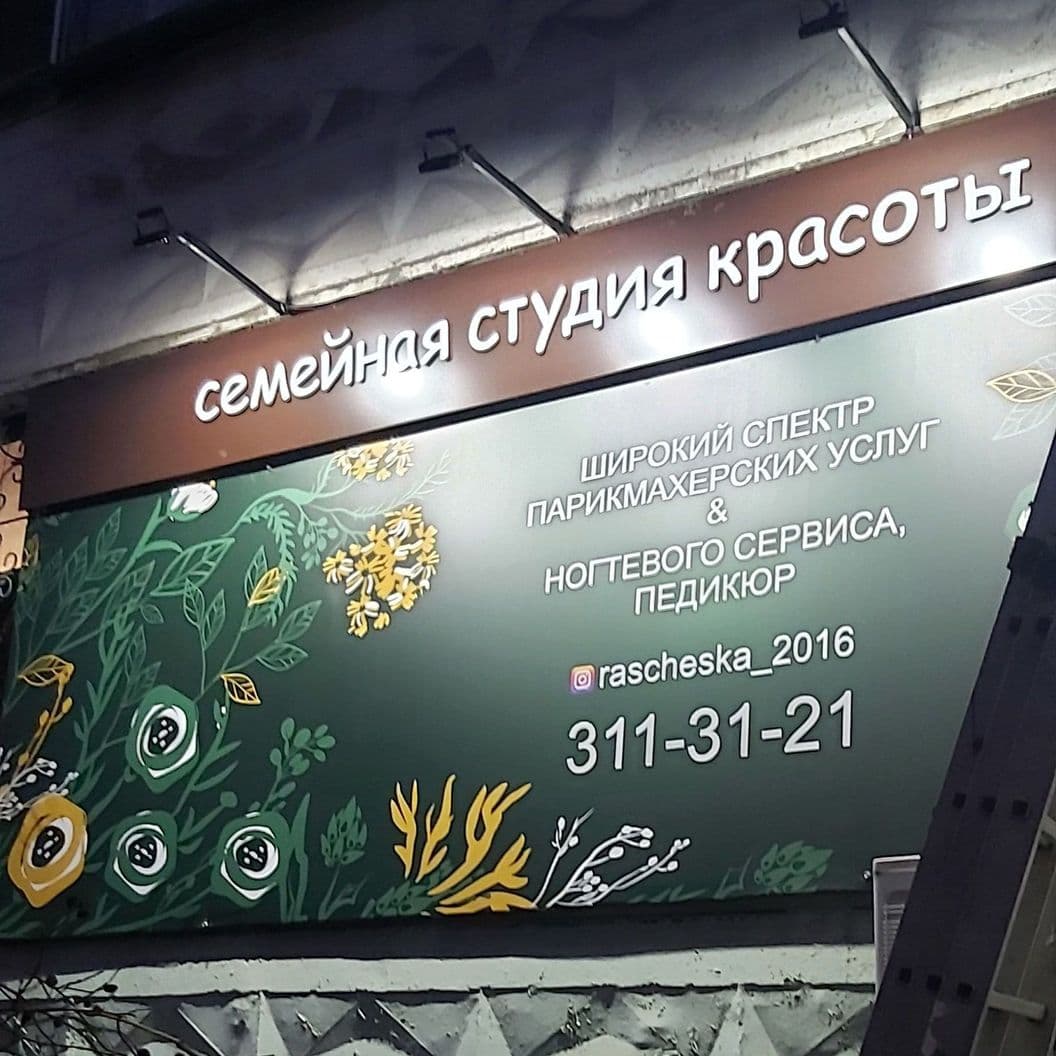 семейная студия красоты
ШИРОКИЙ СПЕКТР
ПАРИКМАХЕРСКИХ УСЛУГ
&
НОГТЕВОГО СЕРВИСА,
ПЕДИКЮР
rascheska_2016
311-31-21